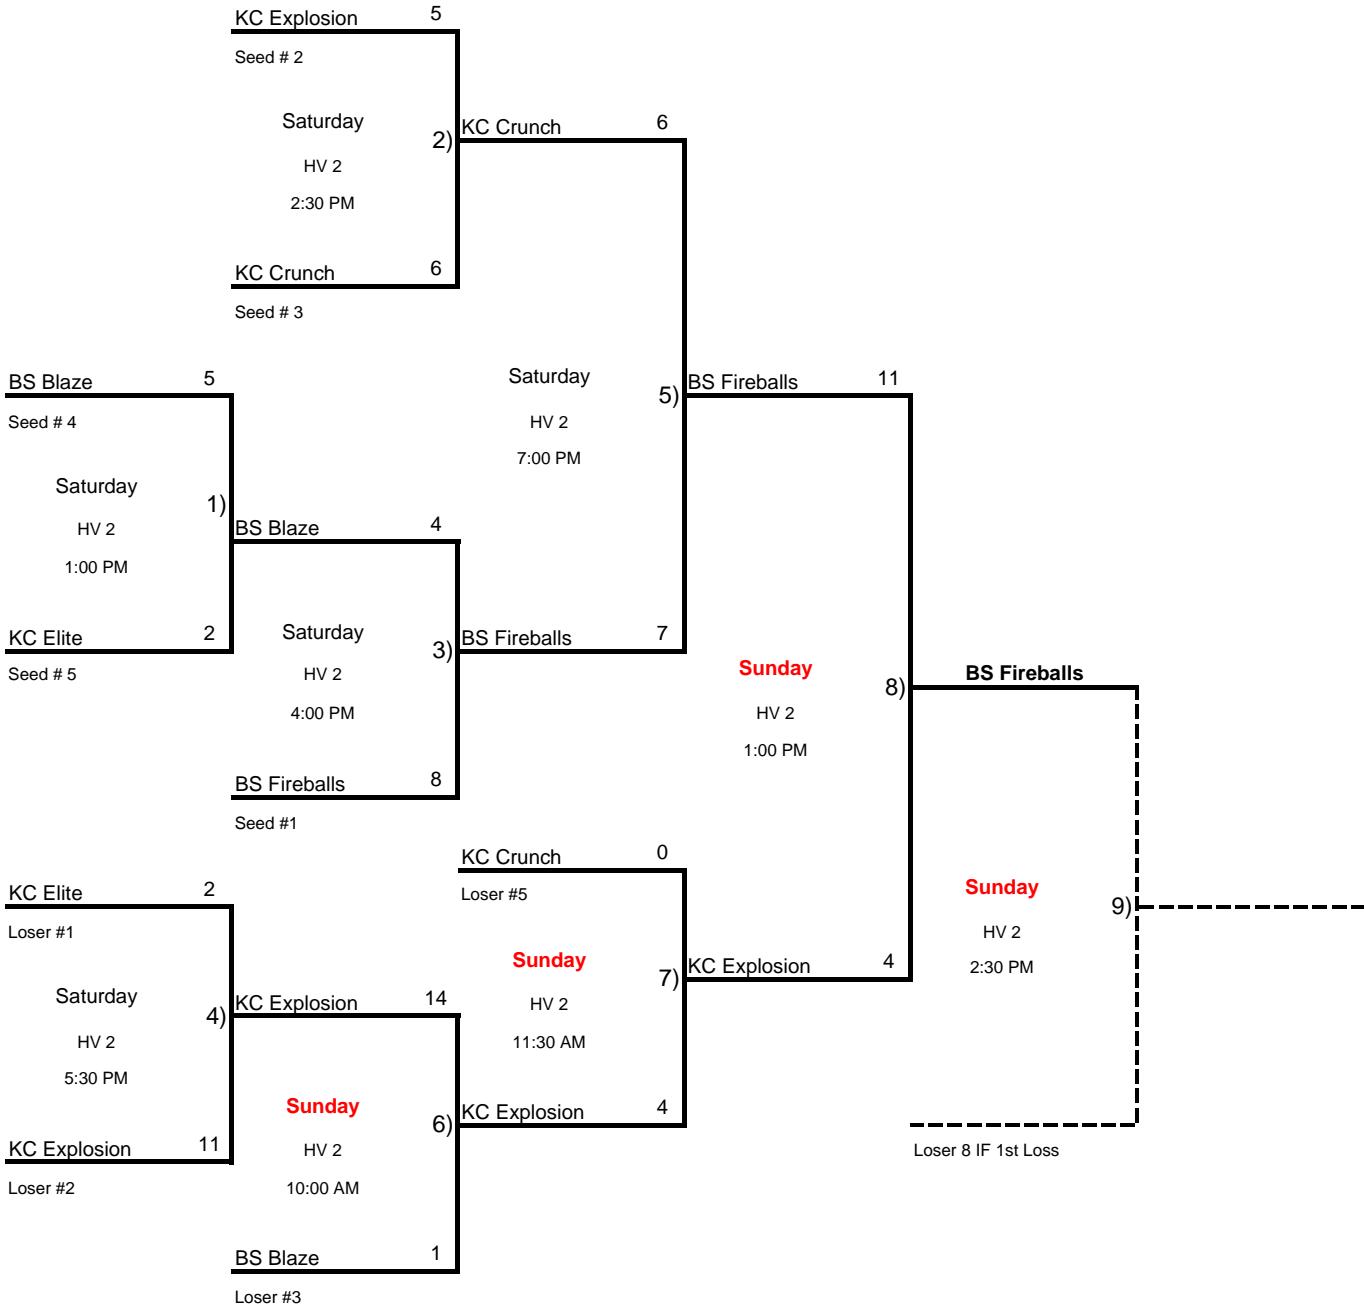 KC Explosion 5
Seed # 2
Saturday
2) KC Crunch 6
HV 2
2:30 PM
KC Crunch 6
Seed # 3
BS Blaze 5
Saturday
5) BS Fireballs 11
Seed # 4
HV 2
7:00 PM
Saturday
1)
HV 2
BS Blaze 4
1:00 PM
KC Elite 2
Saturday
3) BS Fireballs 7
Seed # 5
HV 2
4:00 PM
Sunday
8) BS Fireballs
HV 2
1:00 PM
BS Fireballs 8
Seed #1
KC Crunch 0
Loser #5
KC Elite 2
Loser #1
Sunday
9)
HV 2
2:30 PM
Sunday
7) KC Explosion 4
HV 2
11:30 AM
Saturday
4) KC Explosion 14
HV 2
5:30 PM
Sunday
6) KC Explosion 4
HV 2
10:00 AM
KC Explosion 11
Loser #2
Loser 8 IF 1st Loss
BS Blaze 1
Loser #3